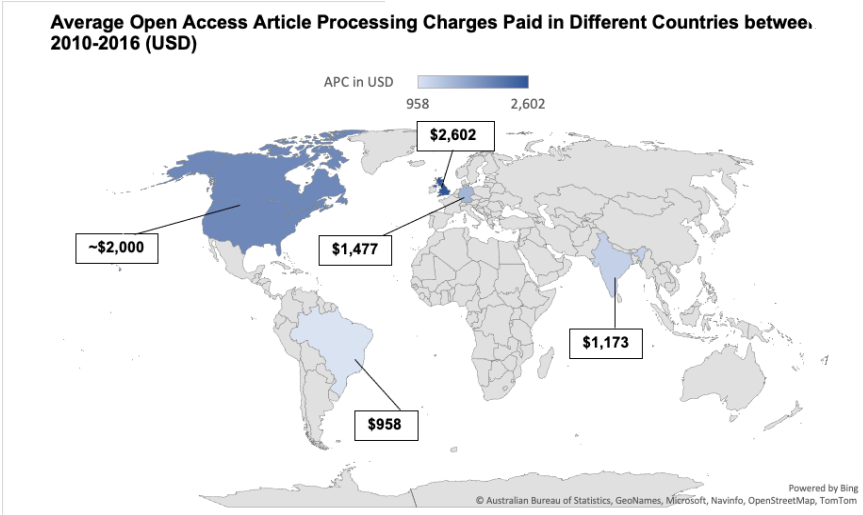 Average Open Access Article Processing Charges Paid in Different Countries between
2010-2016 (USD)
APC in USD
958 2,602
$2,602
~$2,000
$1,477
$1,173
$958
Powered by Bing
© Australian Bureau of Statistics, GeoNames, Microsoft, Navinfo, OpenStreetMap, TomTom